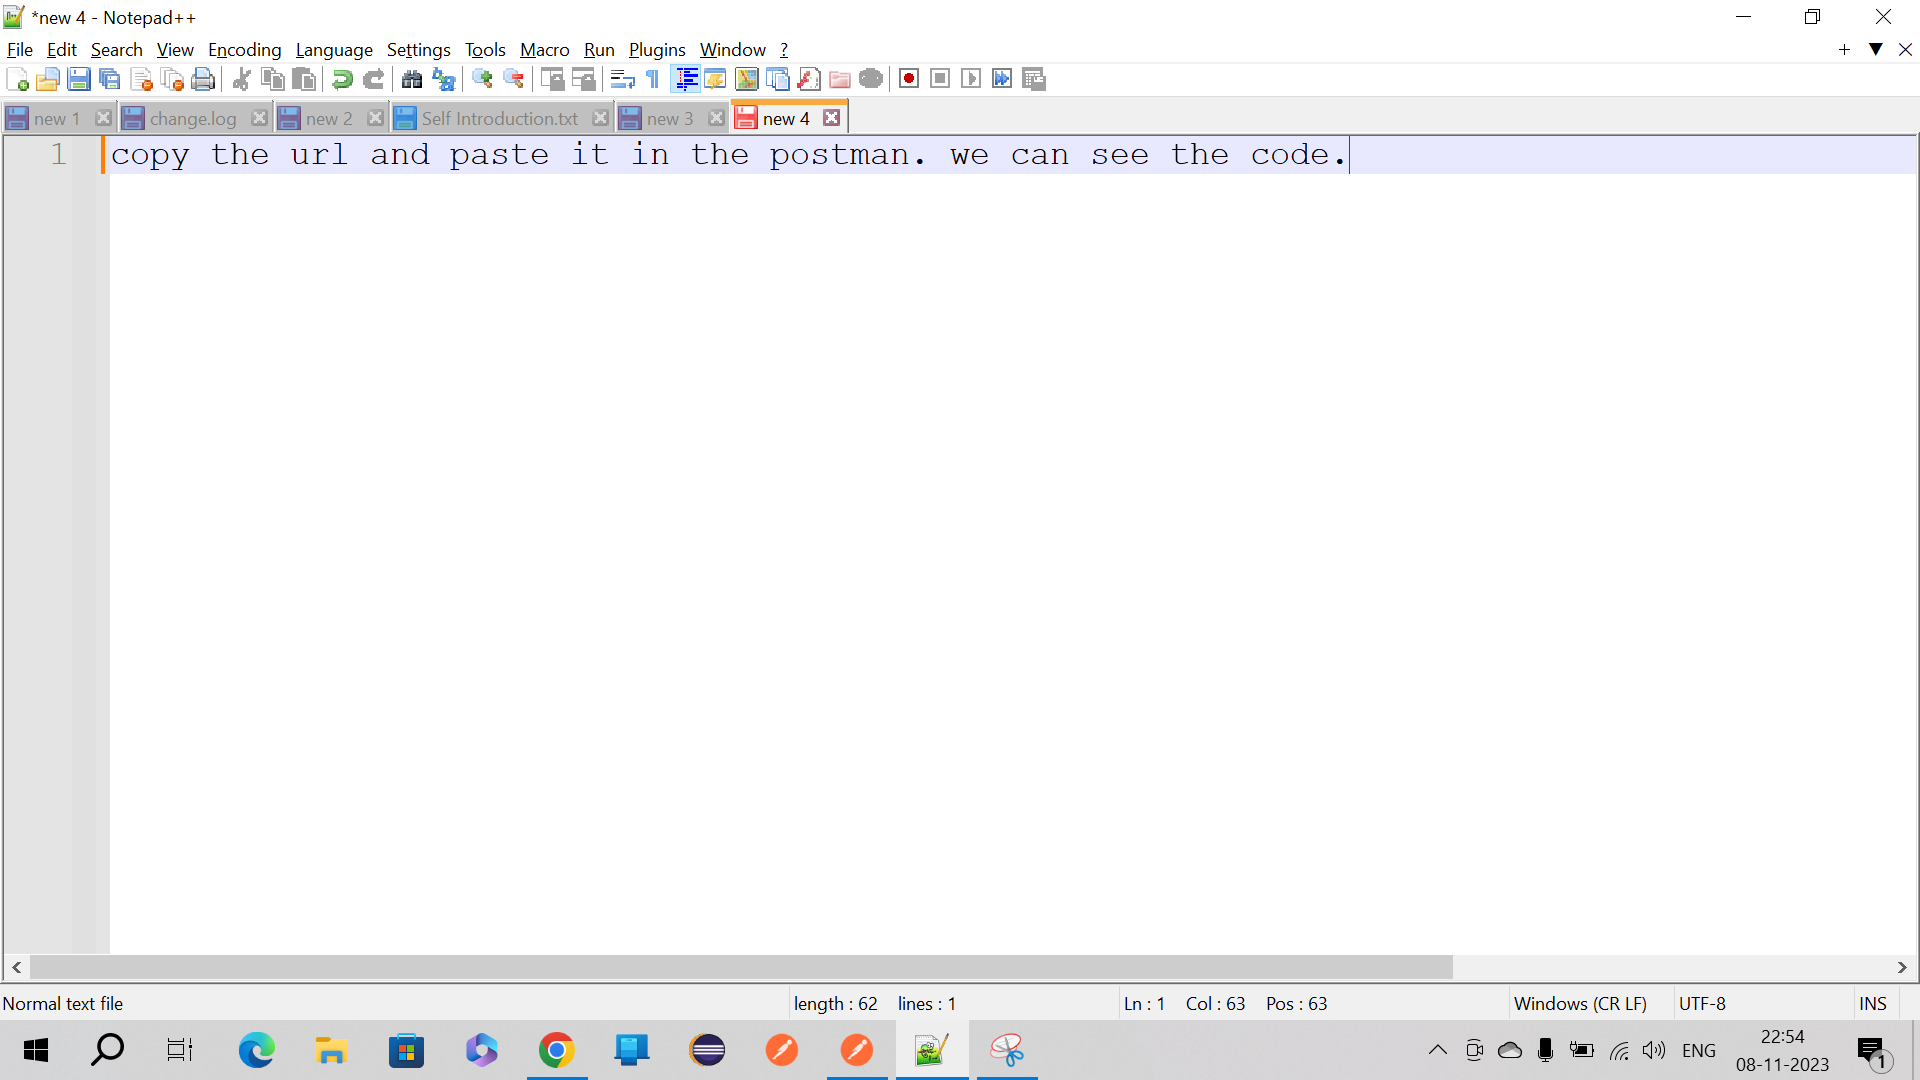 *new 4 - Notepad++
File Edit Search View Encoding Language Settings Tools Macro Run Plugins Window ?
new 1 change.log new 2 Self Introduction.txt new 3 new 4
1 copy the url and paste it in the postman. we can see the code.
Normal text file length : 62 lines : 1 Ln : 1 Col : 63 Pos : 63 Windows (CR LF) UTF-8 INS
ENG 22:54
08-11-2023 1